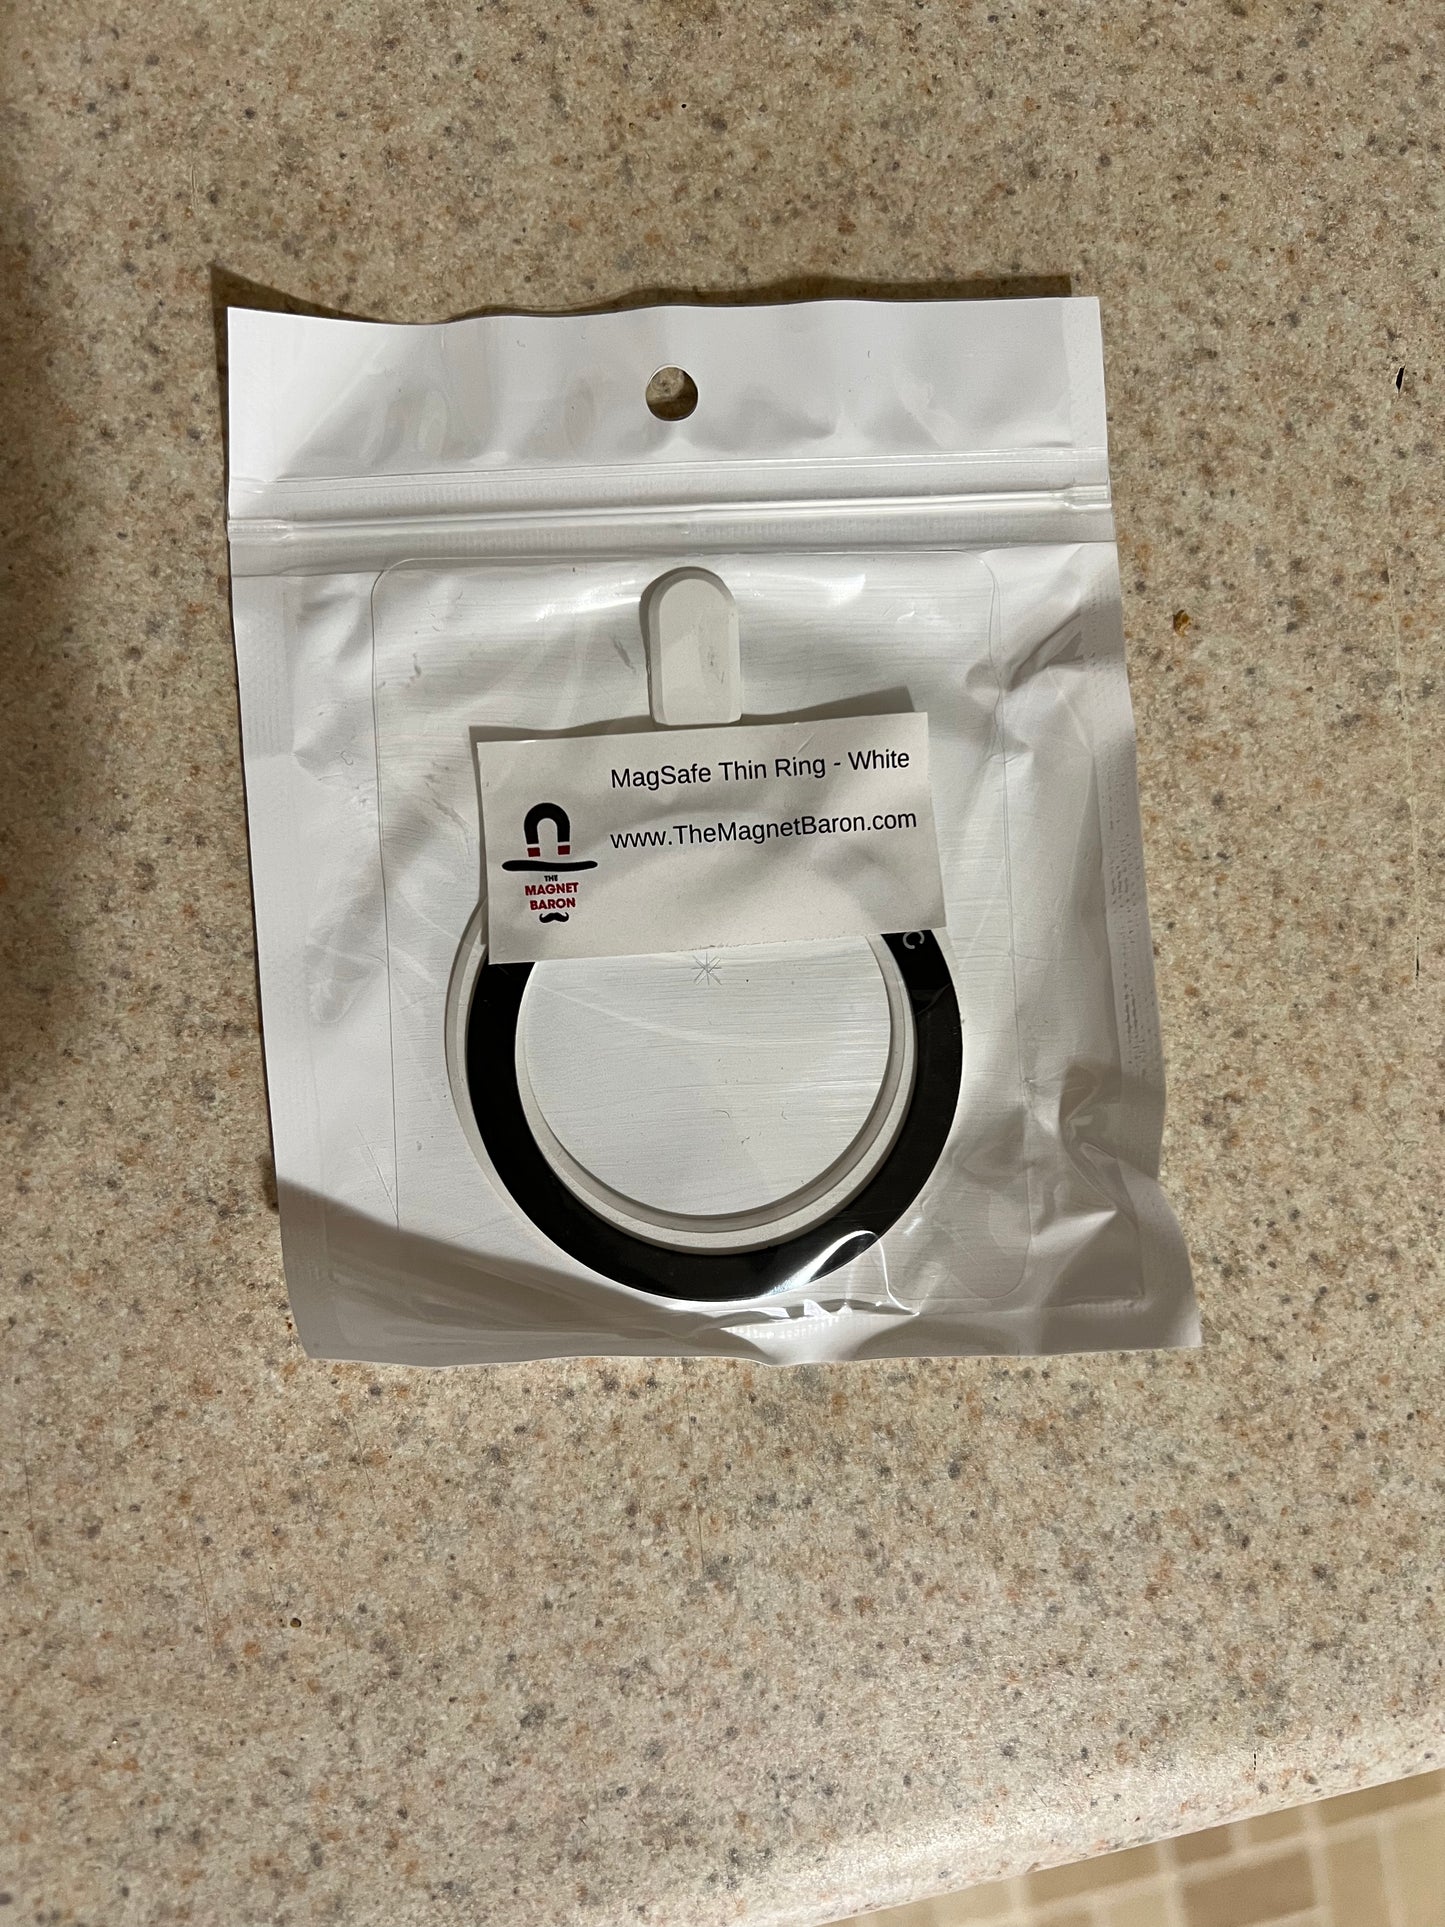 MagSafe Thin Ring - White
www.TheMagnetBaron.com
THE
MAGNET
BARON
C